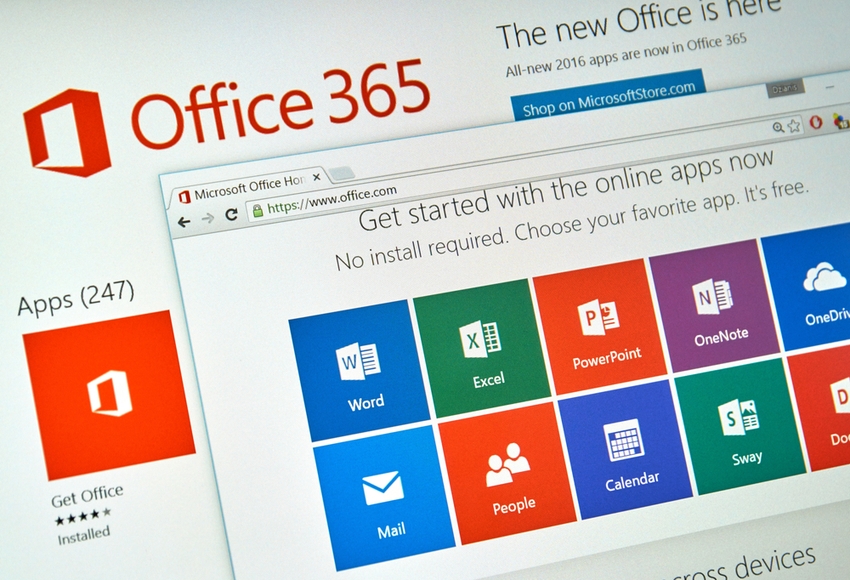 The new Office is here
All-new 2016 apps are now in Office 365
Shop on MicrosoftStore.com
Office 365
Microsoft Office Hom
https://www.office.com
Get started with the online apps now
No install required. Choose your favorite app. It's free.
Apps (247)
Get Office
Installed
Word
Excel
PowerPoint
OneNote
OneDriv
Mail
People
Calendar
Sway
Doc
cross devices